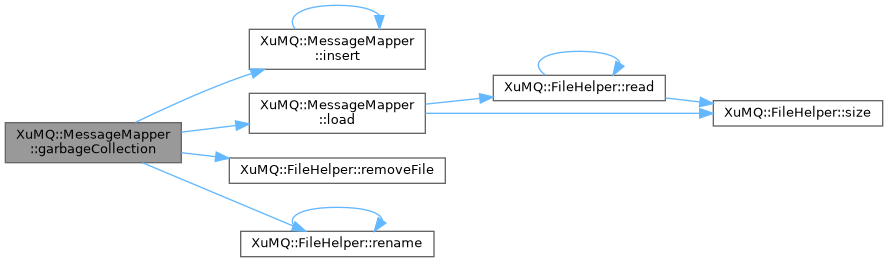 XuMQ::MessageMapper
::garbageCollection
XuMQ::MessageMapper
::insert
XuMQ::MessageMapper
::load
XuMQ::FileHelper::removeFile
XuMQ::FileHelper::rename
XuMQ::FileHelper::read
XuMQ::FileHelper::size